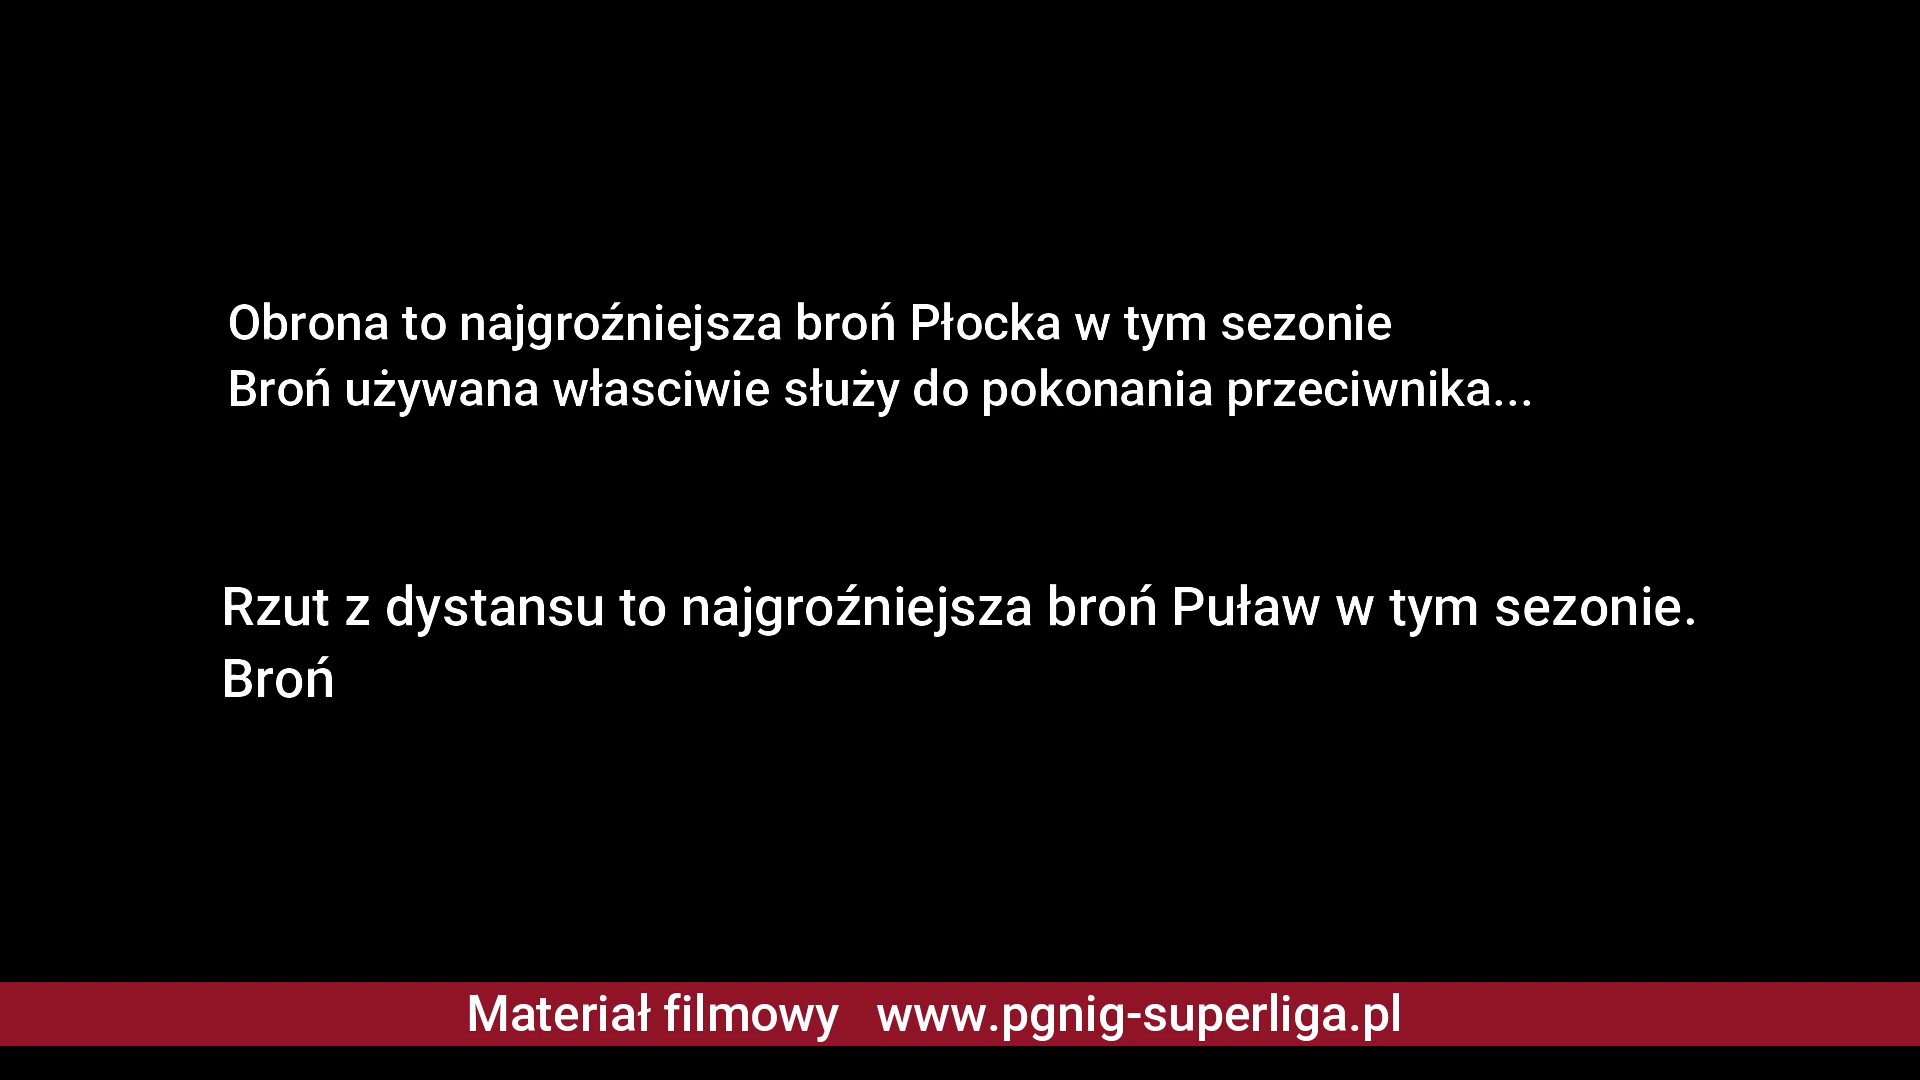 Obrona to najgroźniejsza broń Płocka w tym sezonie
Broń używana własciwie służy do pokonania przeciwnika...
Rzut z dystansu to najgroźniejsza broń Puław w tym sezonie.
Broń
Materiał filmowy www.pgnig-superliga.pl